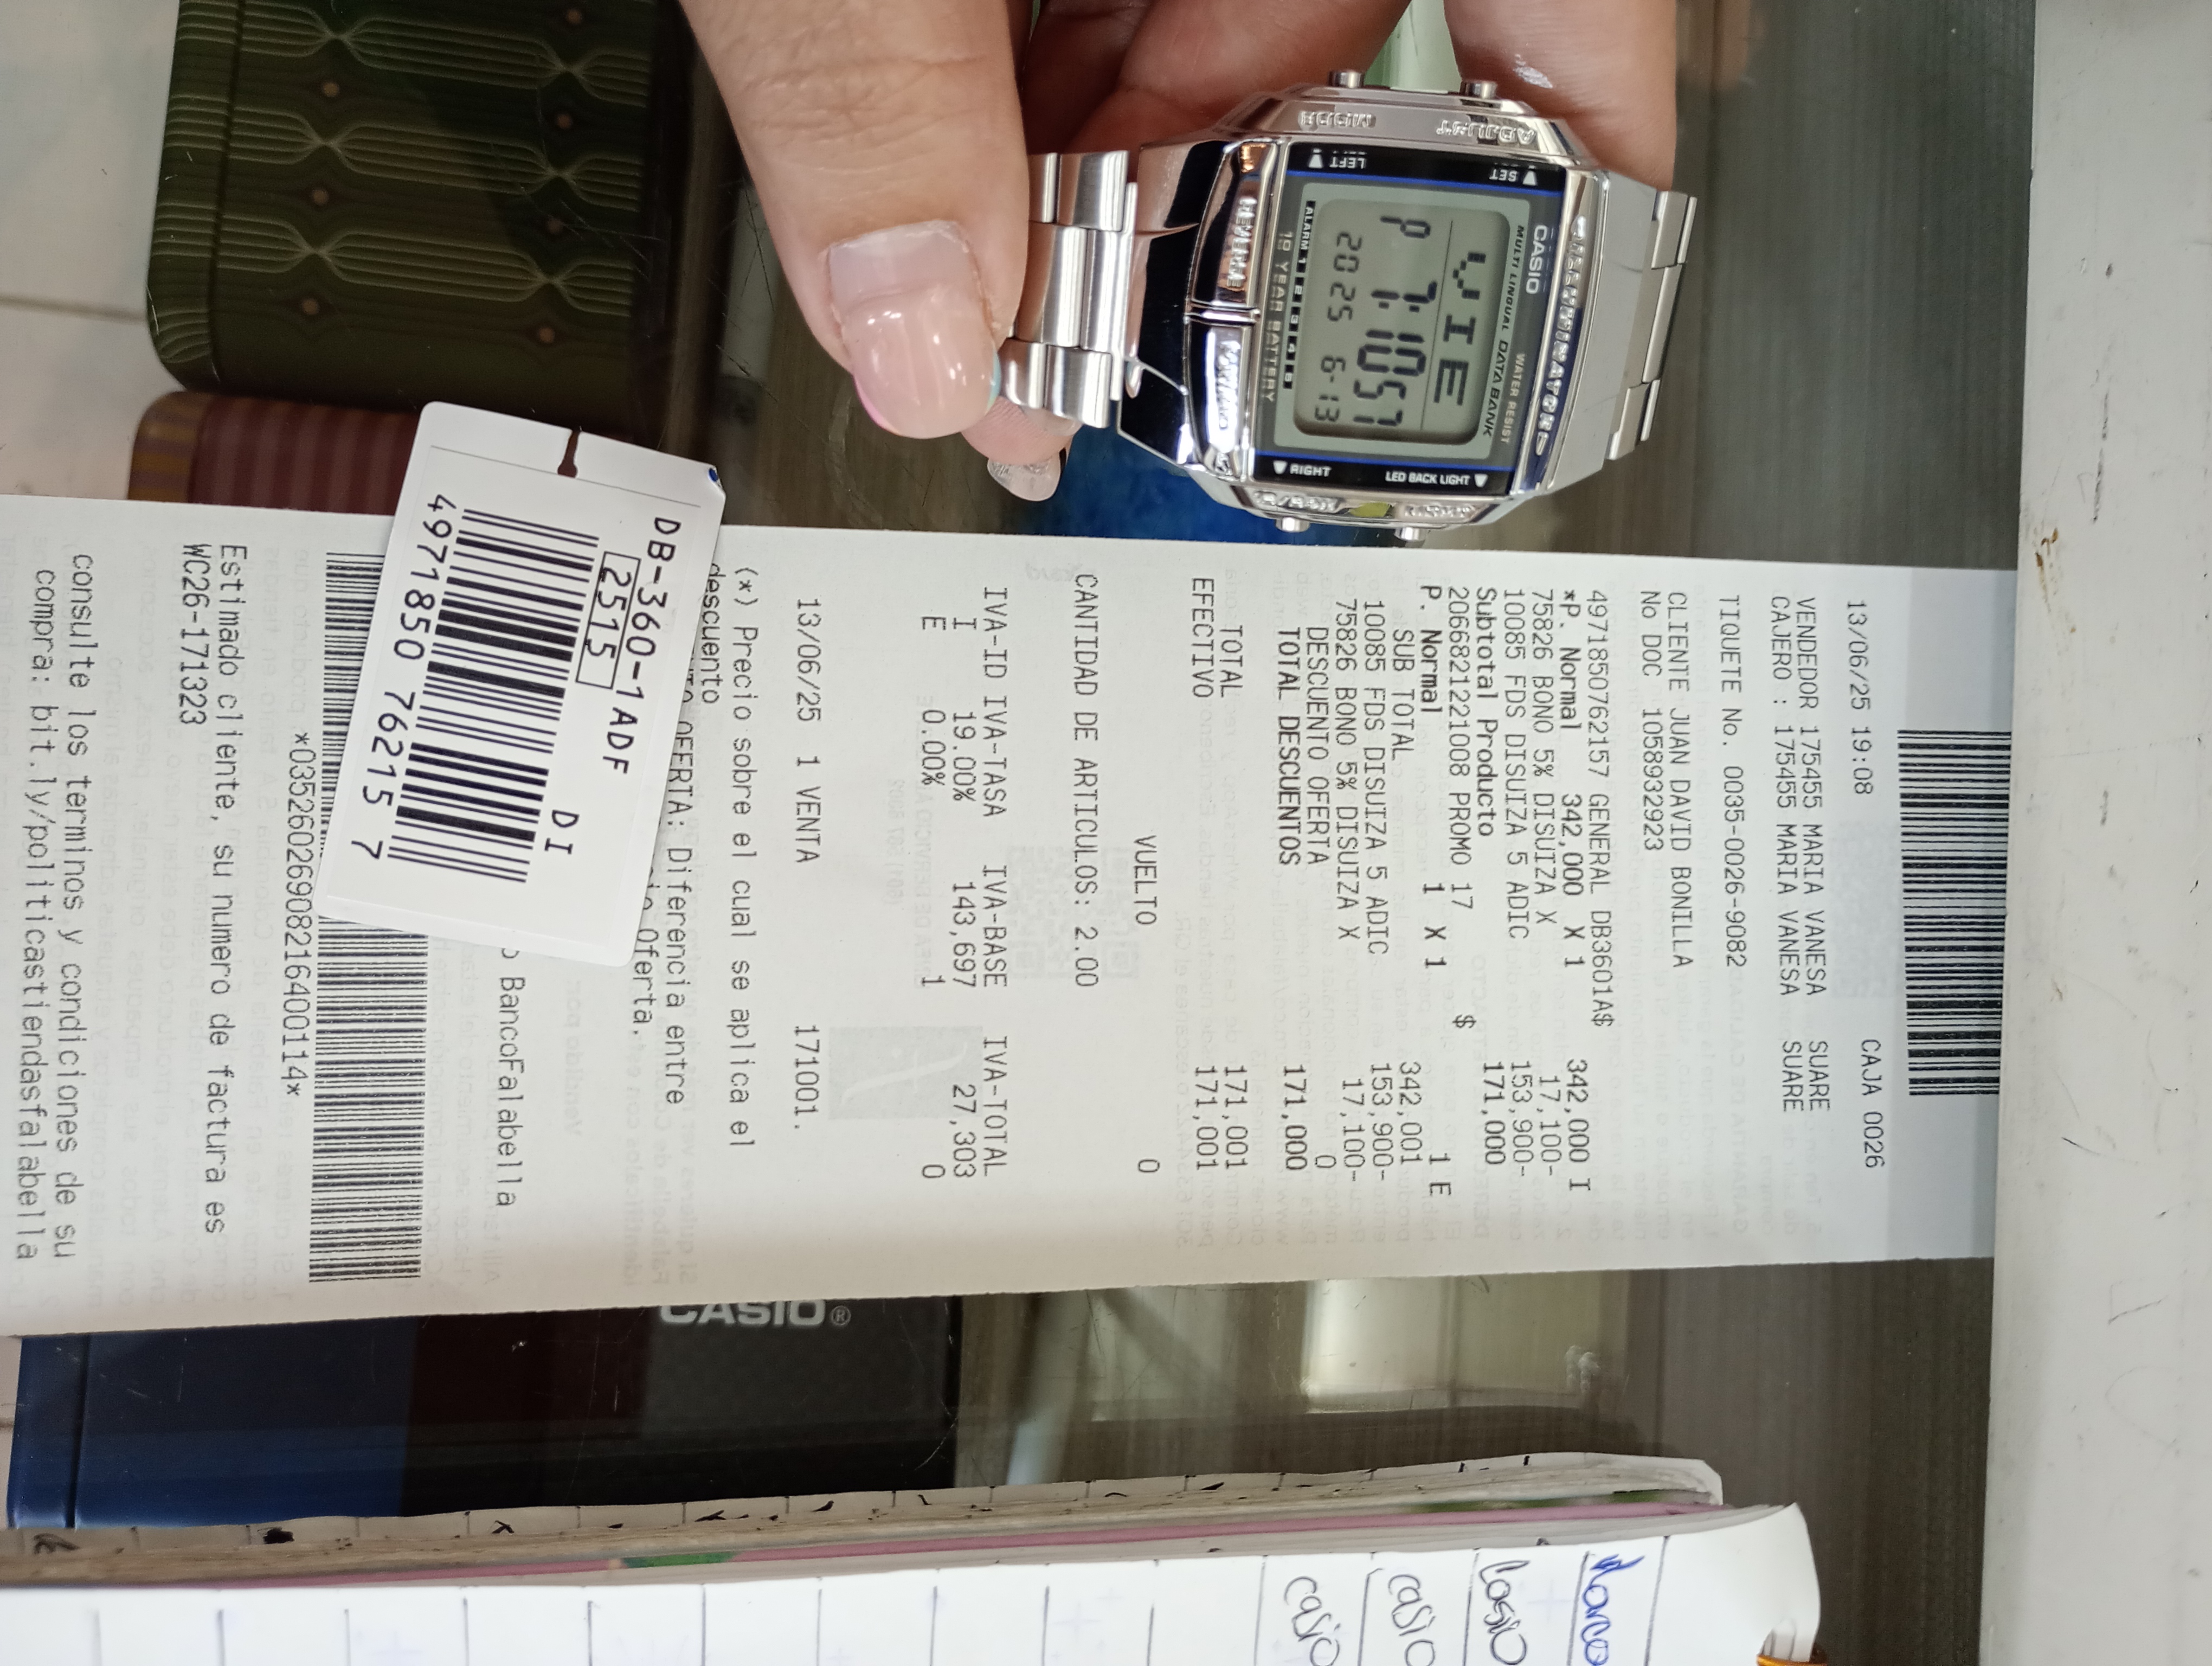 ADJUST
MODE
▼ SET
LEFT ▼
ILLUMINATOR
CASIO
WATER RESIST
MULTI LINGUAL DATA BANK
VIE
P 7:10 57
2025 6-13
ALARM 1 2 3 4 5
10 YEAR BATTERY
LED BACK LIGHT ▼
▼ RIGHT
DB-360-1ADF
2515
DI
4971850 76215 7
13/06/25 19:08 CAJA 0026
VENDEDOR 175455 MARIA VANESA SUARE
CAJERO : 175455 MARIA VANESA SUARE
TIQUETE No. 0035-0026-9082
CLIENTE JUAN DAVID BONILLA
No DOC 1058932923
4971850762157 GENERAL DB3601A$ 342,000 I
*P. Normal 342,000 X 1
75826 BONO 5% DISUIZA X 17,100-
10085 FDS DISUIZA 5 ADIC 153,900-
Subtotal Producto 171,000
2066821221008 PROMO 17 $ 1 E
P. Normal 1 X 1
SUB TOTAL 342,001
10085 FDS DISUIZA 5 ADIC 153,900-
75826 BONO 5% DISUIZA X 17,100-
DESCUENTO OFERTA 0
TOTAL DESCUENTOS 171,000
TOTAL 171,001
EFECTIVO 171,001
VUELTO 0
CANTIDAD DE ARTICULOS: 2.00
IVA-ID IVA-TASA IVA-BASE IVA-TOTAL
I 19.00% 143,697 27,303
E 0.00% 1 0
13/06/25 1 VENTA 171001.
(*) Precio sobre el cual se aplica el
descuento
OFERTA: Diferencia entre
Oferta.
BancoFalabella
*035260269082164001​14*
Estimado cliente, su numero de factura es
WC26-171323
consulte los terminos y condiciones de su
compra: bit.ly/politicastiendasfalabella
CASIO®
Marca
Casio
casio
casio